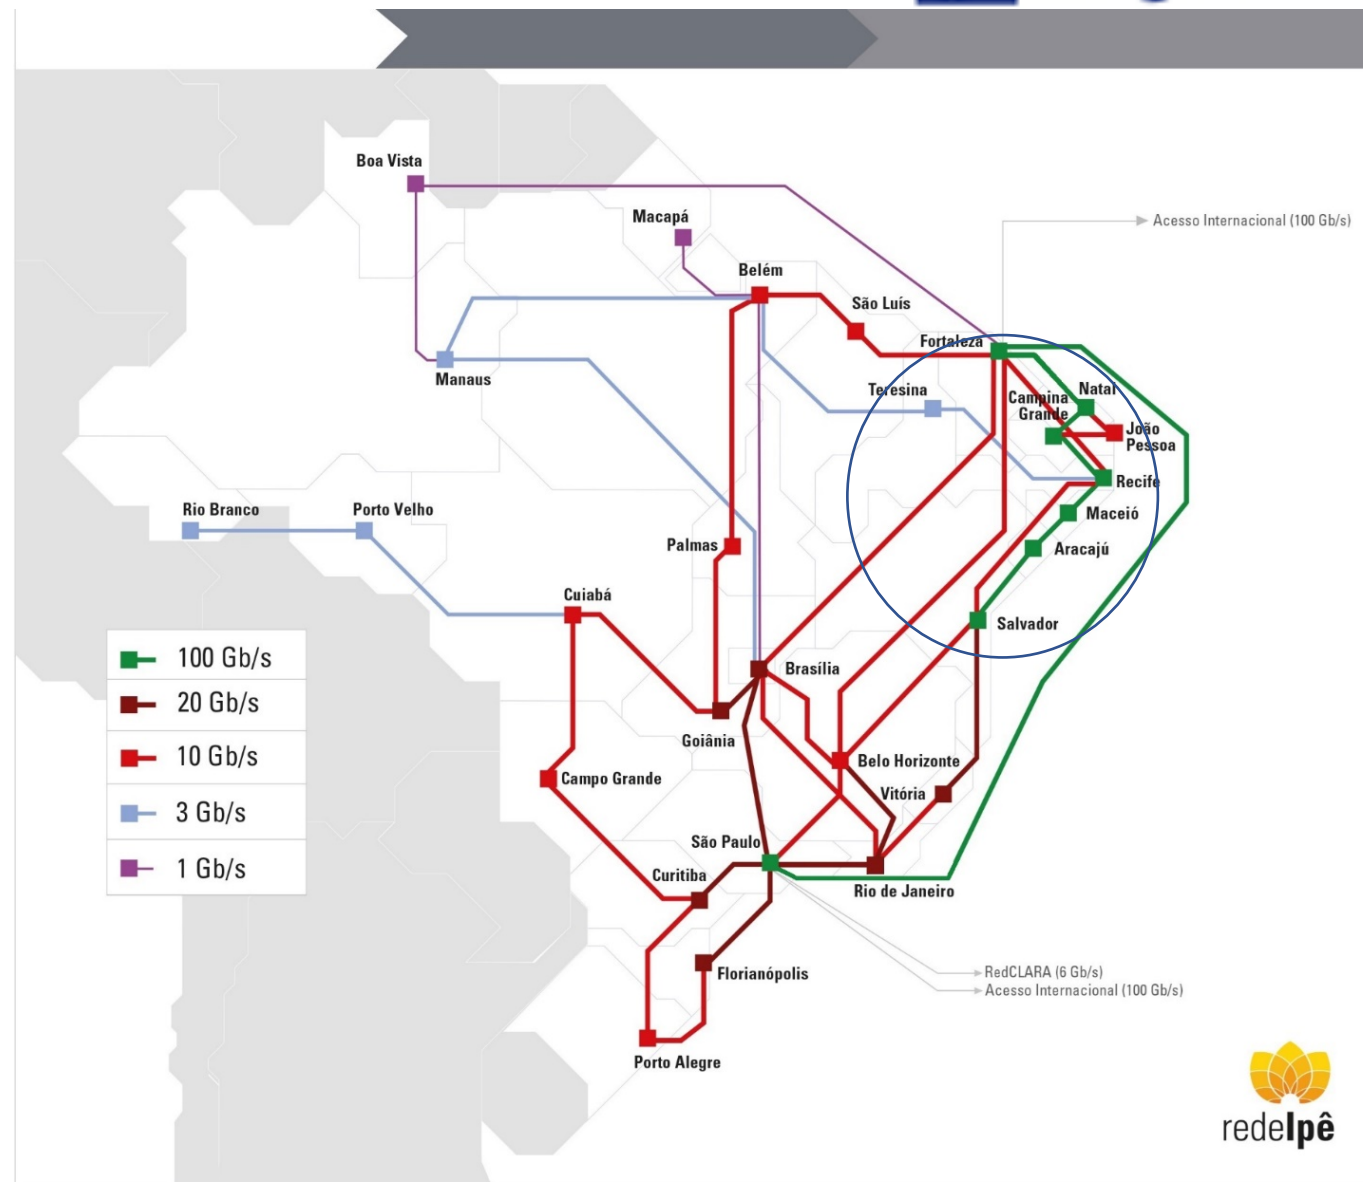 Boa Vista
Macapá
Acesso Internacional (100 Gb/s)
Belém
São Luís
Fortaleza
Manaus
Teresina
Natal
Campina
Grande
João
Pessoa
Recife
Rio Branco
Porto Velho
Maceió
Palmas
Aracajú
Cuiabá
Salvador
100 Gb/s
Brasília
20 Gb/s
Goiânia
10 Gb/s
Belo Horizonte
Campo Grande
Vitória
3 Gb/s
São Paulo
1 Gb/s
Curitiba
Rio de Janeiro
Florianópolis
RedCLARA (6 Gb/s)
Acesso Internacional (100 Gb/s)
Porto Alegre
redeIpê